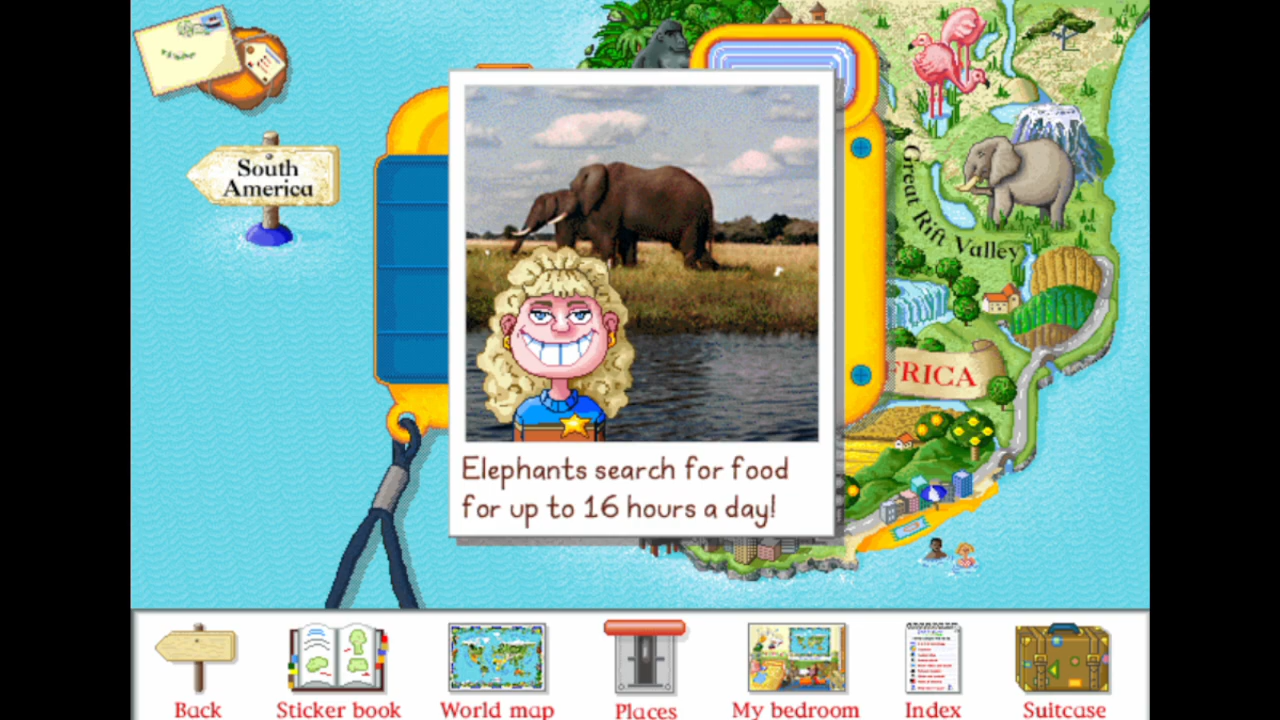 South
America
Great Rift Valley
FRICA
Elephants search for food
for up to 16 hours a day!
Back
Sticker book
World map
Places
My bedroom
Index
Suitcase